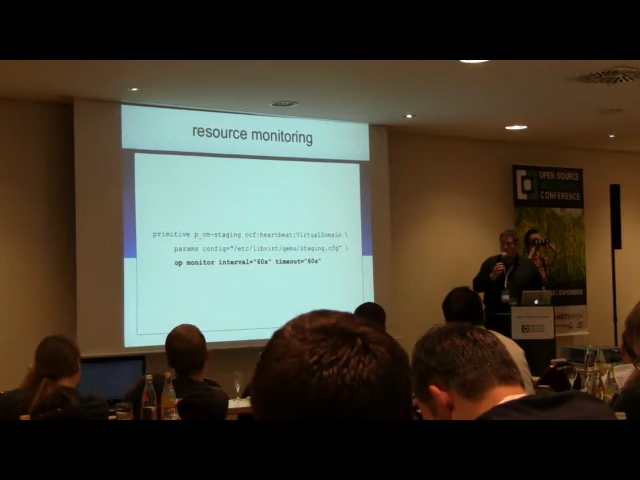 resource monitoring
primitive p_vm-staging ocf:heartbeat:VirtualDomain \
params config="/etc/libvirt/qemu/staging.cfg" \
op monitor interval="60s" timeout="60s"
OPEN SOURCE
CONFERENCE